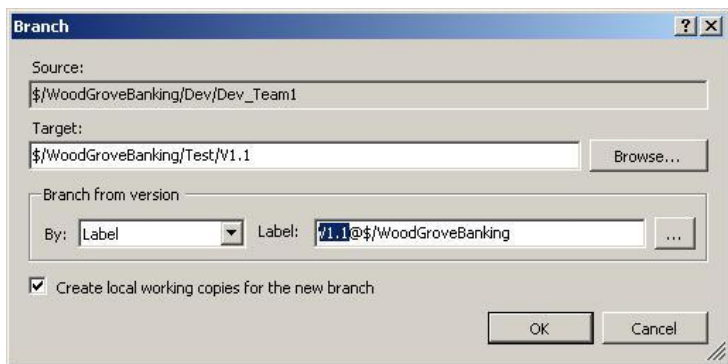 Branch
Source:
$/WoodGroveBanking/Dev/Dev_Team1
Target:
$/WoodGroveBanking/Test/V1.1
Browse...
Branch from version
By: Label Label: V1.1@$/WoodGroveBanking ...
Create local working copies for the new branch
OK Cancel